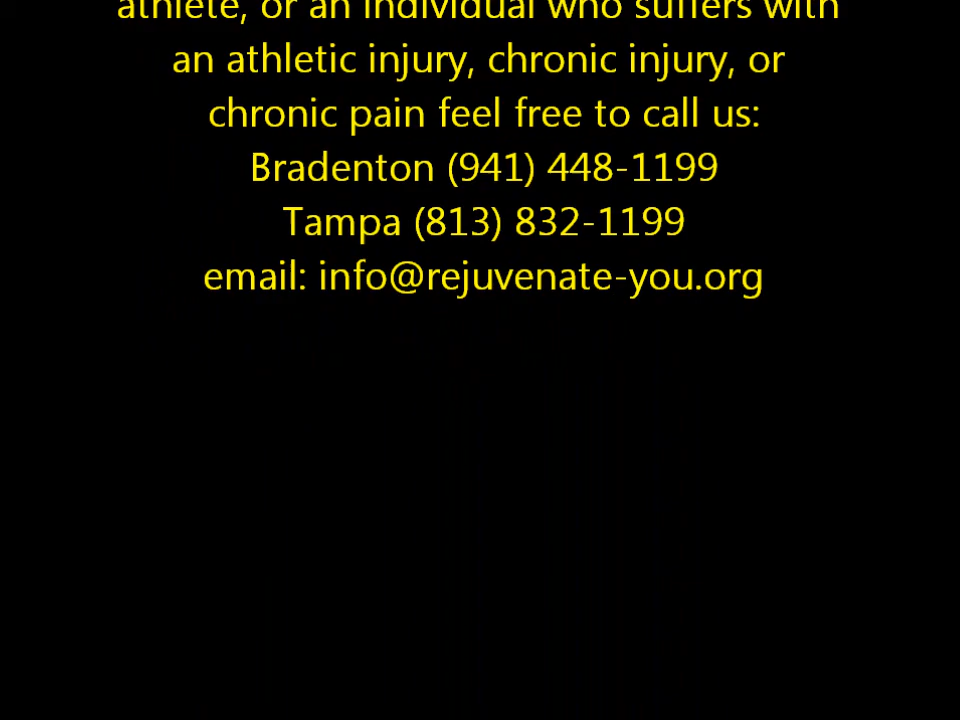 athlete, or an individual who suffers with
an athletic injury, chronic injury, or
chronic pain feel free to call us:
Bradenton (941) 448-1199
Tampa (813) 832-1199
email: info@rejuvenate-you.org